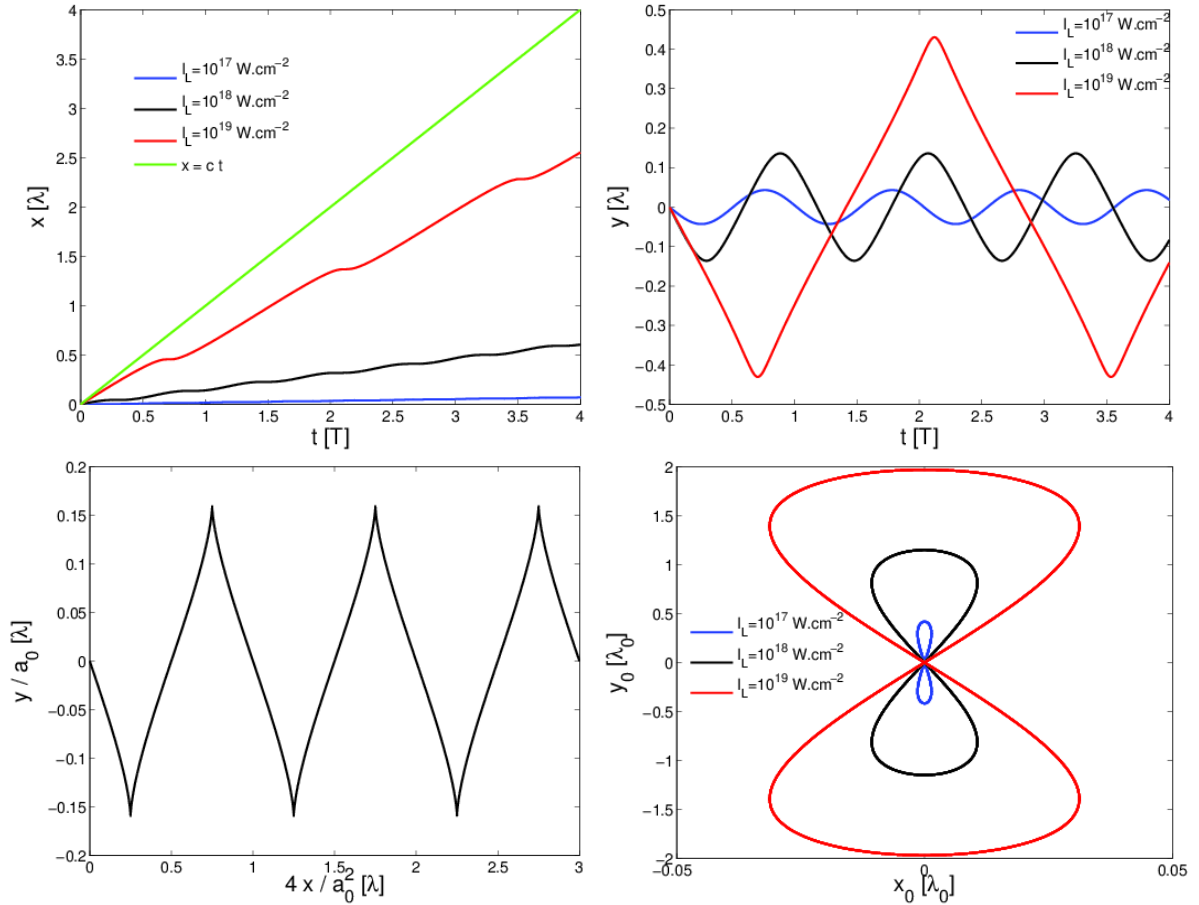 4
3.5
3
2.5
2
1.5
1
0.5
0
0 0.5 1 1.5 2 2.5 3 3.5 4
x [λ]
t [T]
I_L=10^17 W.cm^−2
I_L=10^18 W.cm^−2
I_L=10^19 W.cm^−2
x = c t
0.5
0.4
0.3
0.2
0.1
0
−0.1
−0.2
−0.3
−0.4
−0.5
0 0.5 1 1.5 2 2.5 3 3.5 4
y [λ]
t [T]
I_L=10^17 W.cm^−2
I_L=10^18 W.cm^−2
I_L=10^19 W.cm^−2
0.2
0.15
0.1
0.05
0
−0.05
−0.1
−0.15
−0.2
0 0.5 1 1.5 2 2.5 3
y / a_0 [λ]
4 x / a_0^2 [λ]
2
1.5
1
0.5
0
−0.5
−1
−1.5
−2
−0.05 0 0.05
y_0 [λ_0]
x_0 [λ_0]
I_L=10^17 W.cm^−2
I_L=10^18 W.cm^−2
I_L=10^19 W.cm^−2